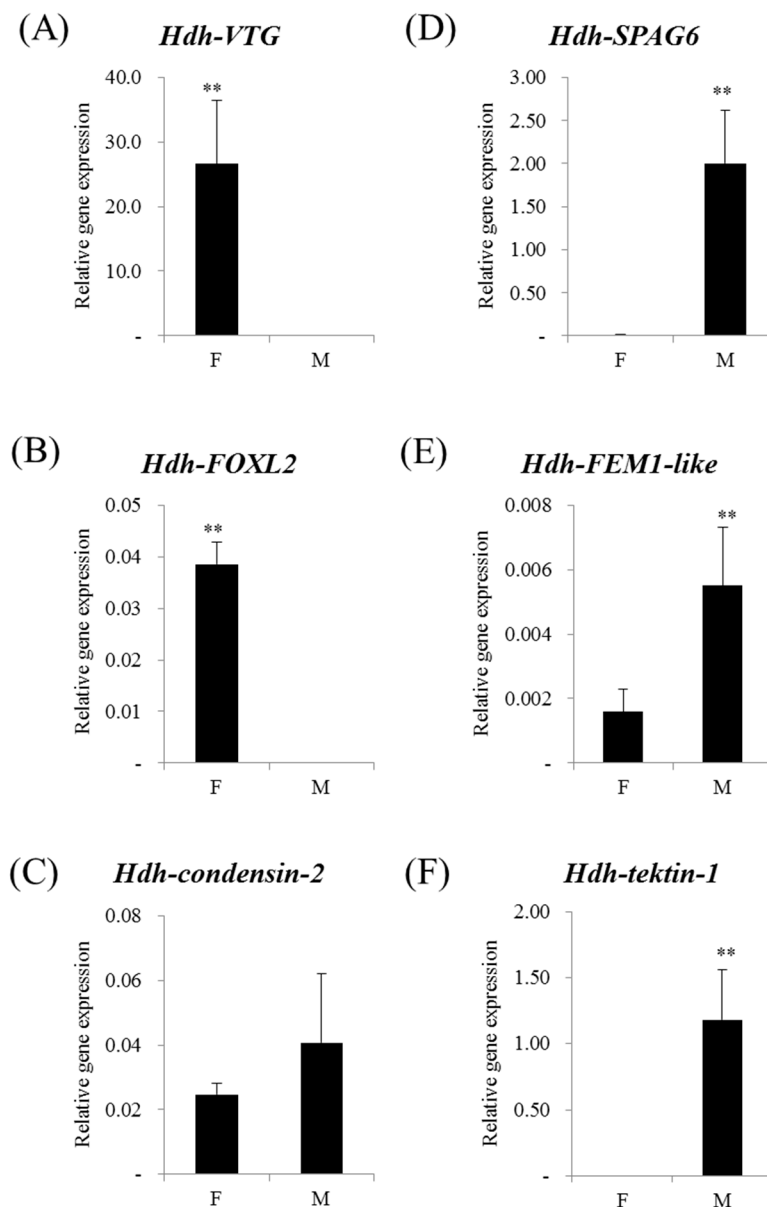 (A)
Hdh-VTG
Relative gene expression
40.0
30.0
20.0
10.0
-
**
F M
(D)
Hdh-SPAG6
Relative gene expression
3.00
2.50
2.00
1.50
1.00
0.50
-
**
F M
(B)
Hdh-FOXL2
Relative gene expression
0.05
0.04
0.03
0.02
0.01
-
**
F M
(E)
Hdh-FEM1-like
Relative gene expression
0.008
0.006
0.004
0.002
-
**
F M
(C)
Hdh-condensin-2
Relative gene expression
0.08
0.06
0.04
0.02
-
F M
(F)
Hdh-tektin-1
Relative gene expression
2.00
1.50
1.00
0.50
-
**
F M